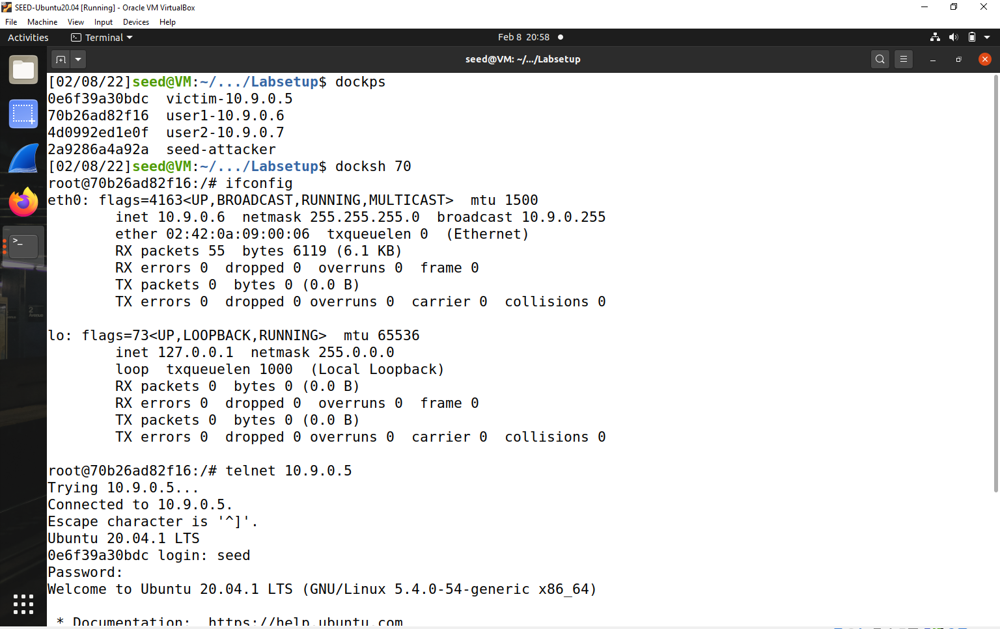 SEED-Ubuntu20.04 [Running] - Oracle VM VirtualBox
File Machine View Input Devices Help
Activities Terminal Feb 8 20:58
seed@VM: ~/.../Labsetup
[02/08/22]seed@VM:~/.../Labsetup$ dockps
0e6f39a30bdc  victim-10.9.0.5
70b26ad82f16  user1-10.9.0.6
4d0992ed1e0f  user2-10.9.0.7
2a9286a4a92a  seed-attacker
[02/08/22]seed@VM:~/.../Labsetup$ docksh 70
root@70b26ad82f16:/# ifconfig
eth0: flags=4163<UP,BROADCAST,RUNNING,MULTICAST>  mtu 1500
        inet 10.9.0.6  netmask 255.255.255.0  broadcast 10.9.0.255
        ether 02:42:0a:09:00:06  txqueuelen 0  (Ethernet)
        RX packets 55  bytes 6119 (6.1 KB)
        RX errors 0  dropped 0  overruns 0  frame 0
        TX packets 0  bytes 0 (0.0 B)
        TX errors 0  dropped 0 overruns 0  carrier 0  collisions 0

lo: flags=73<UP,LOOPBACK,RUNNING>  mtu 65536
        inet 127.0.0.1  netmask 255.0.0.0
        loop  txqueuelen 1000  (Local Loopback)
        RX packets 0  bytes 0 (0.0 B)
        RX errors 0  dropped 0  overruns 0  frame 0
        TX packets 0  bytes 0 (0.0 B)
        TX errors 0  dropped 0 overruns 0  carrier 0  collisions 0

root@70b26ad82f16:/# telnet 10.9.0.5
Trying 10.9.0.5...
Connected to 10.9.0.5.
Escape character is '^]'.
Ubuntu 20.04.1 LTS
0e6f39a30bdc login: seed
Password:
Welcome to Ubuntu 20.04.1 LTS (GNU/Linux 5.4.0-54-generic x86_64)

 * Documentation:  https://help.ubuntu.com